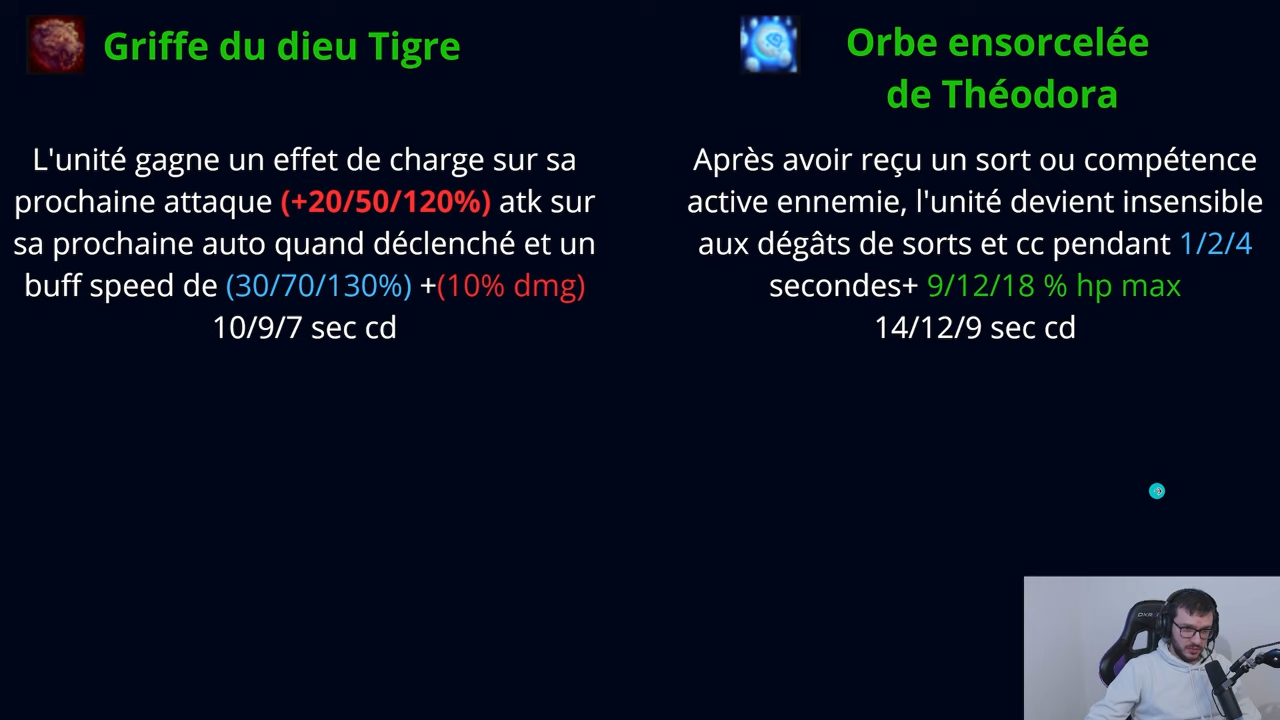 Griffe du dieu Tigre
L'unité gagne un effet de charge sur sa
prochaine attaque (+20/50/120%) atk sur
sa prochaine auto quand déclenché et un
buff speed de (30/70/130%) +(10% dmg)
10/9/7 sec cd
Orbe ensorcelée
de Théodora
Après avoir reçu un sort ou compétence
active ennemie, l'unité devient insensible
aux dégâts de sorts et cc pendant 1/2/4
secondes+ 9/12/18 % hp max
14/12/9 sec cd